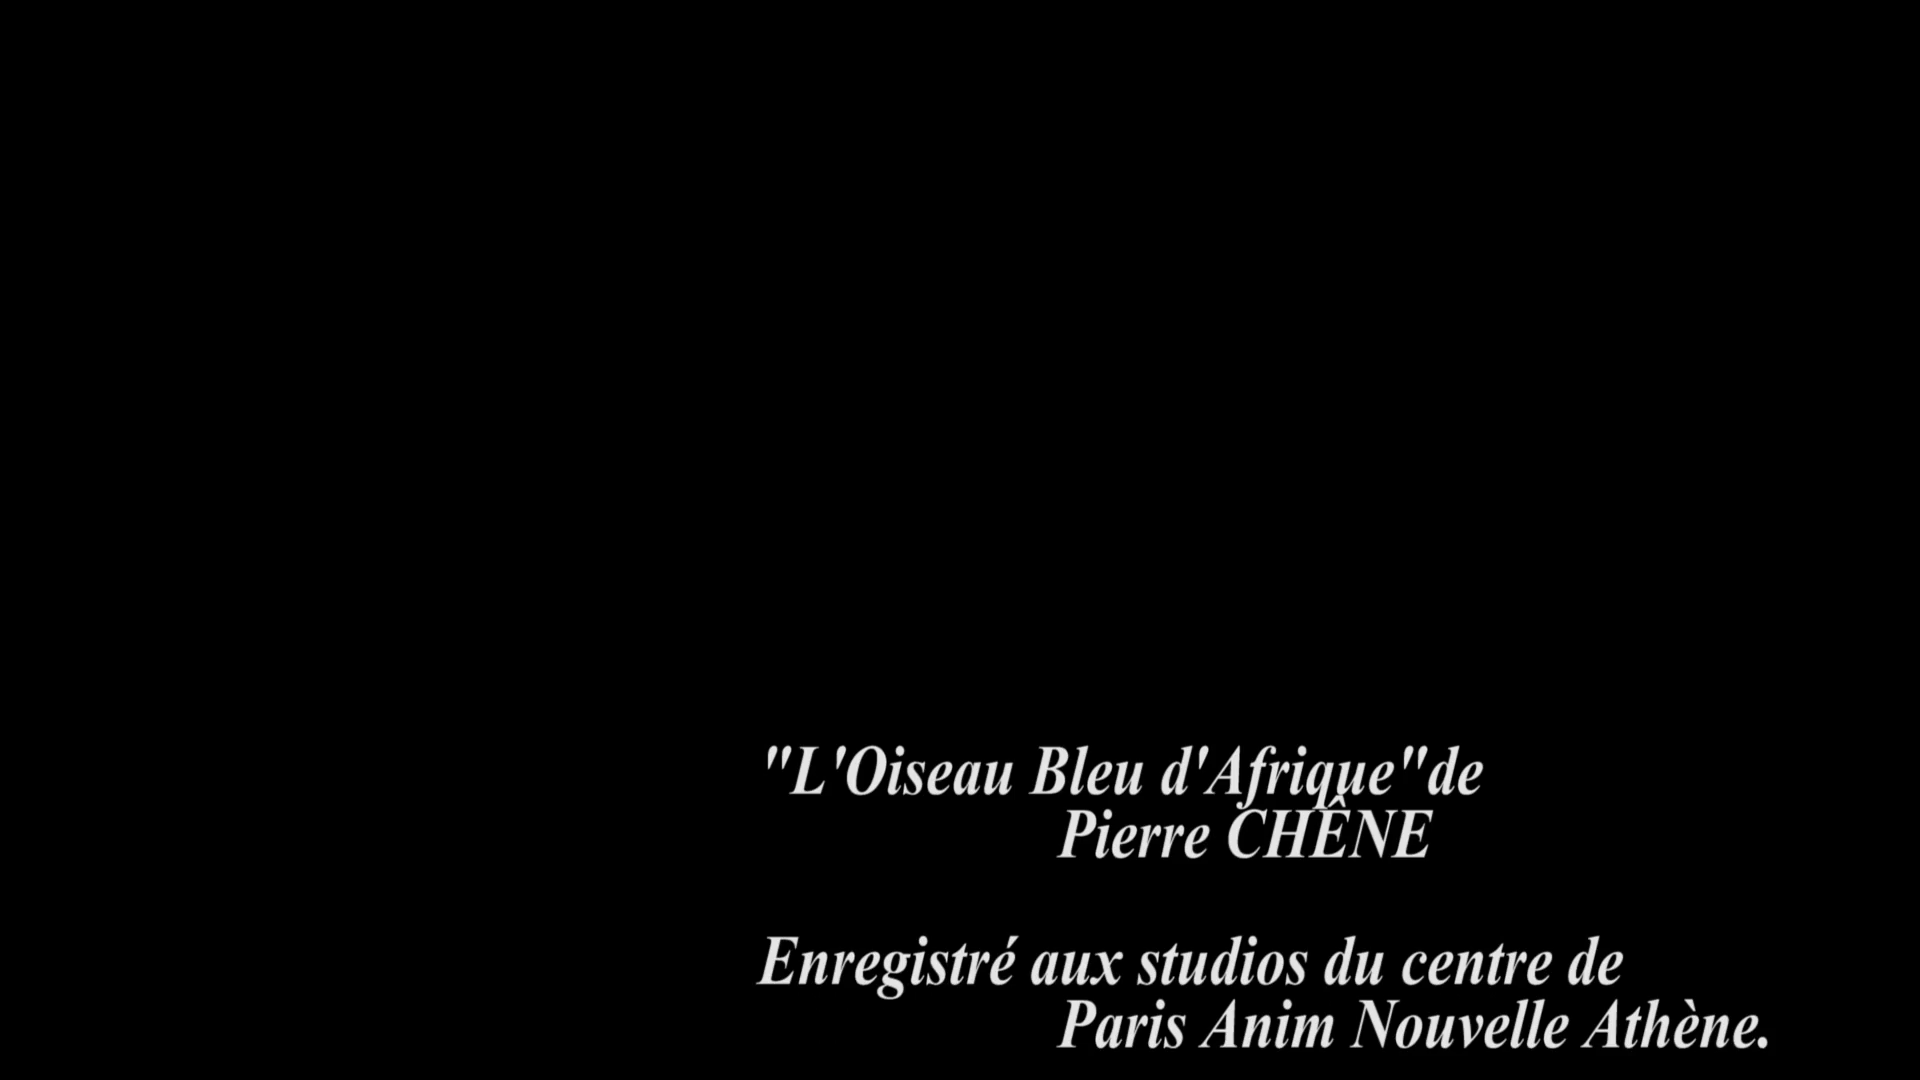 "L'Oiseau Bleu d'Afrique"de
Pierre CHÊNE
Enregistré aux studios du centre de
Paris Anim Nouvelle Athène.